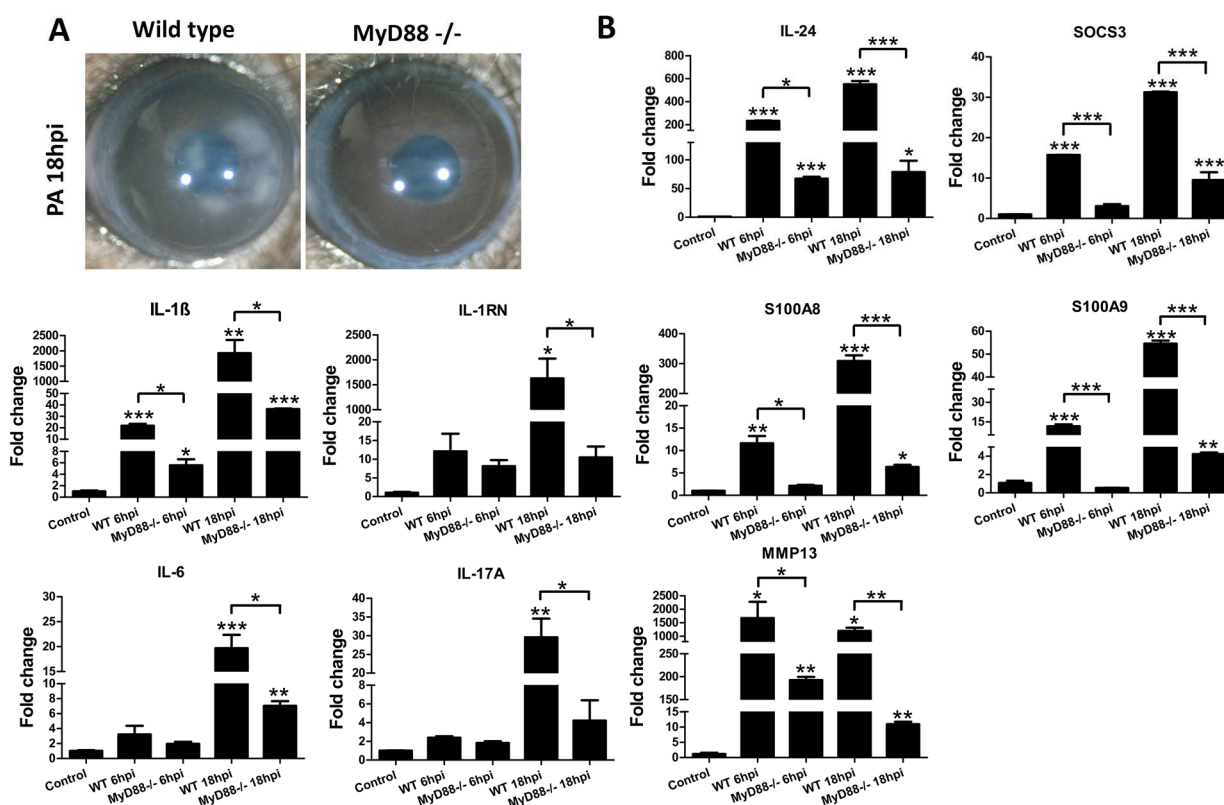 A
Wild type
MyD88 -/-
PA 18hpi
B
IL-24
Fold change
800
600
400
200
100
50
0
***
*
***
***
***
*
Control
WT 6hpi
MyD88-/- 6hpi
WT 18hpi
MyD88-/- 18hpi
SOCS3
Fold change
40
30
20
10
0
***
***
***
***
***
Control
WT 6hpi
MyD88-/- 6hpi
WT 18hpi
MyD88-/- 18hpi
IL-1ß
Fold change
2500
2000
1500
1000
50
40
30
20
10
8
6
4
2
0
***
*
*
**
*
***
Control
WT 6hpi
MyD88-/- 6hpi
WT 18hpi
MyD88-/- 18hpi
IL-1RN
Fold change
2500
2000
1500
1000
20
15
10
5
0
*
*
Control
WT 6hpi
MyD88-/- 6hpi
WT 18hpi
MyD88-/- 18hpi
S100A8
Fold change
400
300
200
20
15
10
5
0
**
*
***
***
*
Control
WT 6hpi
MyD88-/- 6hpi
WT 18hpi
MyD88-/- 18hpi
S100A9
Fold change
60
50
40
30
30
15
4
2
0
***
***
***
***
**
Control
WT 6hpi
MyD88-/- 6hpi
WT 18hpi
MyD88-/- 18hpi
IL-6
Fold change
30
25
20
15
8
6
4
2
0
***
*
**
Control
WT 6hpi
MyD88-/- 6hpi
WT 18hpi
MyD88-/- 18hpi
IL-17A
Fold change
40
35
30
25
20
15
10
8
6
4
2
0
**
*
Control
WT 6hpi
MyD88-/- 6hpi
WT 18hpi
MyD88-/- 18hpi
MMP13
Fold change
2500
2000
1500
1000
250
200
150
15
10
5
0
*
*
**
*
**
**
Control
WT 6hpi
MyD88-/- 6hpi
WT 18hpi
MyD88-/- 18hpi